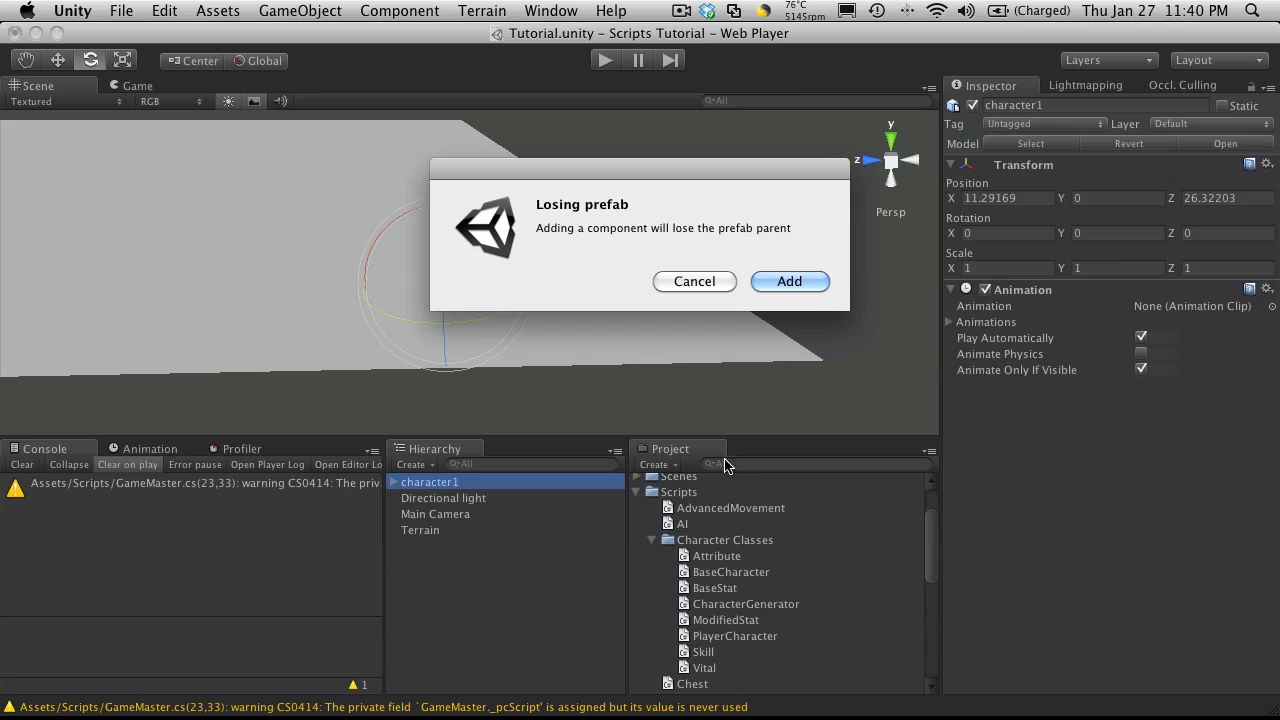 Unity File Edit Assets GameObject Component Terrain Window Help 76°C 5145rpm (Charged) Thu Jan 27 11:40 PM
Tutorial.unity - Scripts Tutorial - Web Player
Center Global Layers Layout
Scene Game
Textured RGB All
Inspector Lightmapping Occl. Culling
character1 Static
Tag Untagged Layer Default
Model Select Revert Open
Transform
Position
X 11.29169 Y 0 Z 26.32203
Rotation
X 0 Y 0 Z 0
Scale
X 1 Y 1 Z 1
Animation
Animation None (Animation Clip)
Animations
Play Automatically
Animate Physics
Animate Only If Visible
y
z
Persp
Losing prefab
Adding a component will lose the prefab parent
Cancel Add
Console Animation Profiler
Clear Collapse Clear on play Error pause Open Player Log Open Editor Lo
Assets/Scripts/GameMaster.cs(23,33): warning CS0414: The priv
1
Hierarchy
Create All
character1
Directional light
Main Camera
Terrain
Project
Create
Scenes
Scripts
AdvancedMovement
AI
Character Classes
Attribute
BaseCharacter
BaseStat
CharacterGenerator
ModifiedStat
PlayerCharacter
Skill
Vital
Chest
Assets/Scripts/GameMaster.cs(23,33): warning CS0414: The private field `GameMaster._pcScript' is assigned but its value is never used